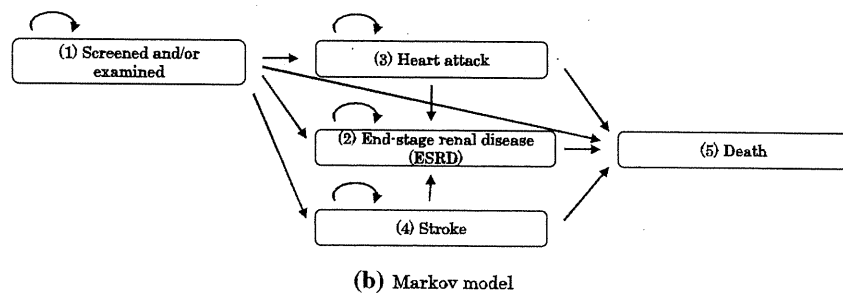 (1) Screened and/or
examined
(3) Heart attack
(2) End-stage renal disease
(ESRD)
(5) Death
(4) Stroke
(b) Markov model